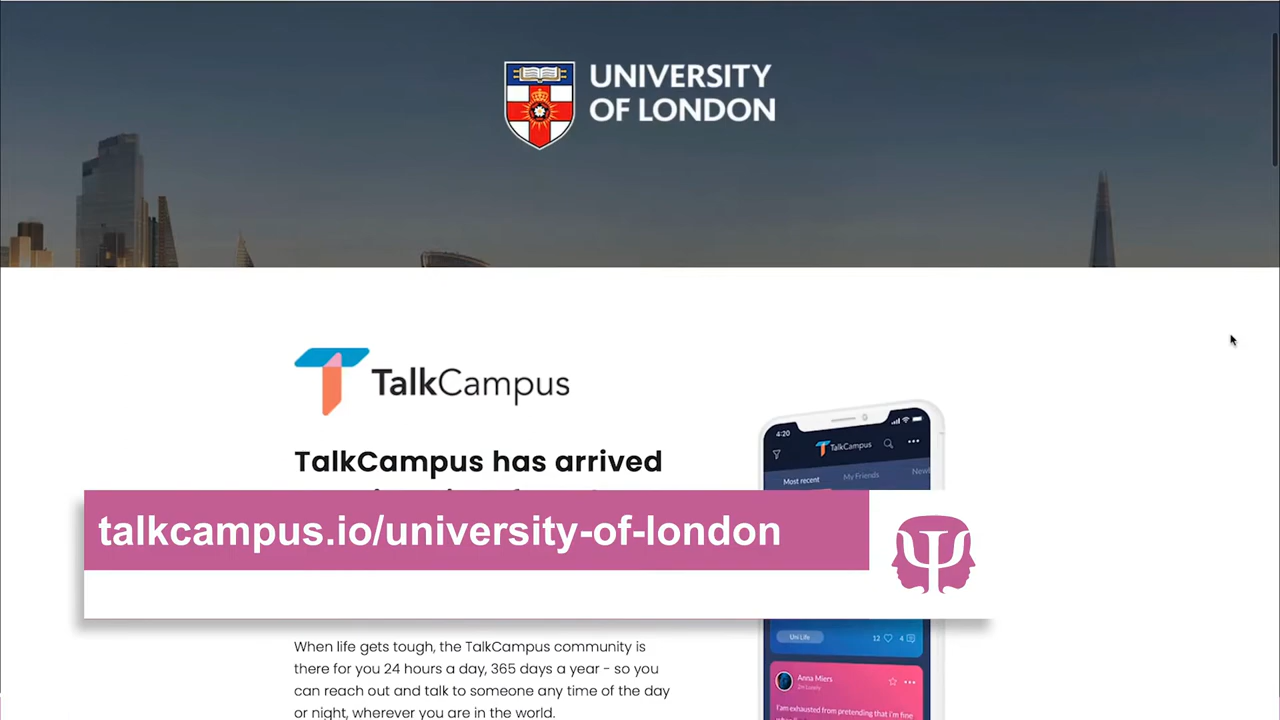 UNIVERSITY
OF LONDON
TalkCampus
TalkCampus has arrived
4:20
TalkCampus
Most recent
My Friends
talkcampus.io/university-of-london
When life gets tough, the TalkCampus community is
there for you 24 hours a day, 365 days a year - so you
can reach out and talk to someone any time of the day
or night, wherever you are in the world.
Uni Life
12
4
Anna Miers
I am exhausted from pretending that I'm fine